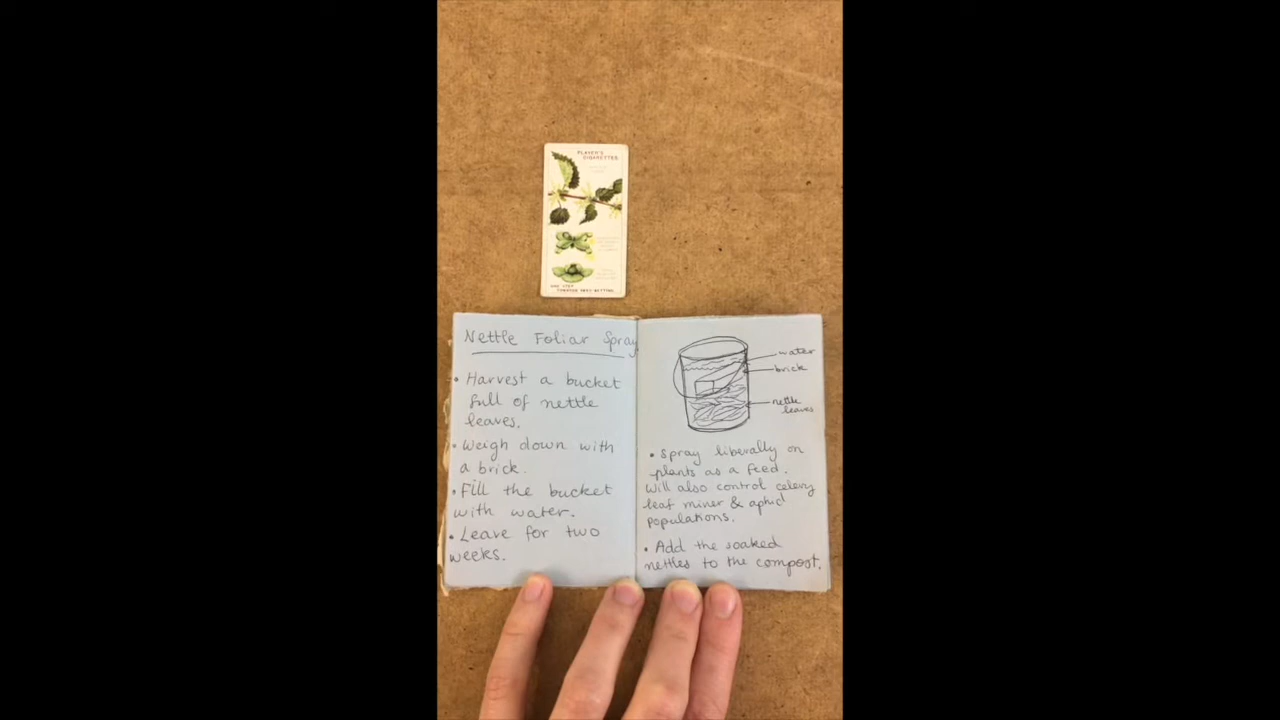 PLAYER'S
CIGARETTES
Nettle Foliar Spray
• Harvest a bucket
full of nettle
leaves.
• Weigh down with
a brick.
• Fill the bucket
with water.
• Leave for two
weeks.
water
brick
nettle
leaves
• Spray liberally on
plants as a feed.
Will also control celery
leaf miner & aphid
populations.
• Add the soaked
nettles to the compost.